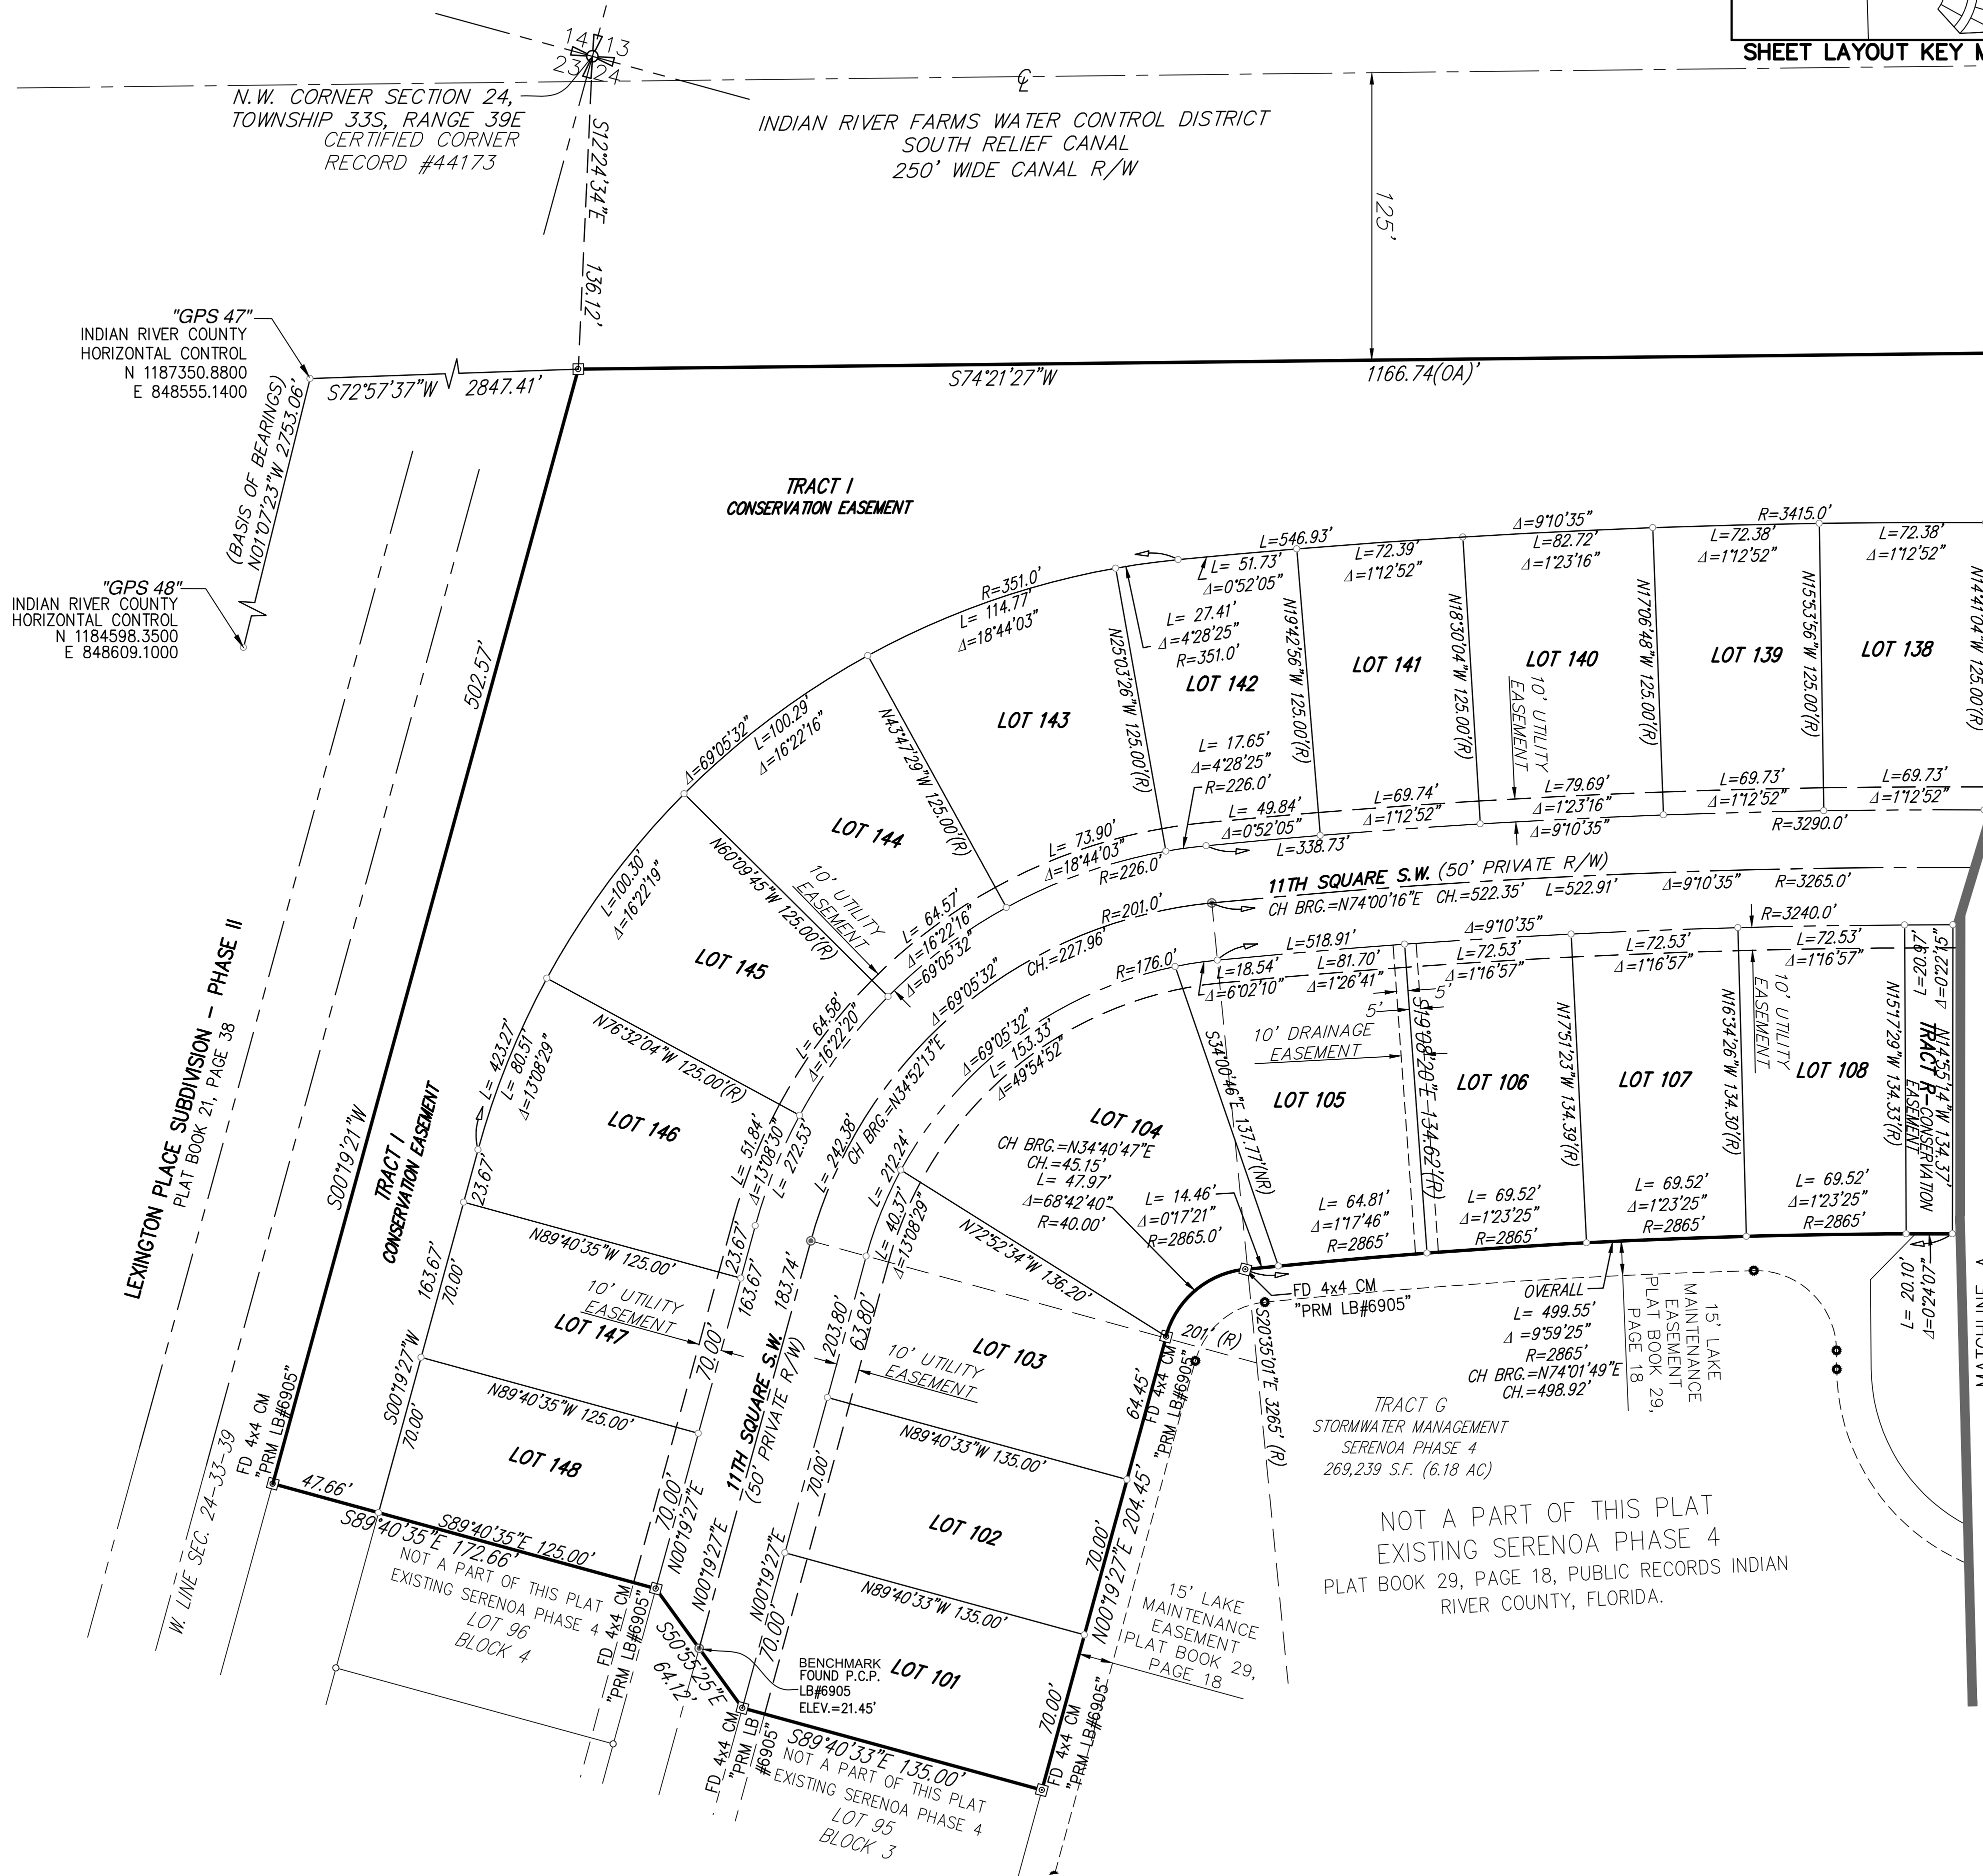 SHEET LAYOUT KEY M
14 13
23 24
N.W. CORNER SECTION 24,
TOWNSHIP 33S, RANGE 39E
CERTIFIED CORNER
RECORD #44173
S12°24'34"E 136.12'
INDIAN RIVER FARMS WATER CONTROL DISTRICT
SOUTH RELIEF CANAL
250' WIDE CANAL R/W
125'
"GPS 47"
INDIAN RIVER COUNTY
HORIZONTAL CONTROL
N 1187350.8800
E 848555.1400
S72°57'37"W 2847.41'
S74°21'27"W 1166.74(OA)'
(BASIS OF BEARINGS)
N01°07'23"W 2753.06'
"GPS 48"
INDIAN RIVER COUNTY
HORIZONTAL CONTROL
N 1184598.3500
E 848609.1000
502.57'
S00°19'21"W
TRACT I
CONSERVATION EASEMENT
LEXINGTON PLACE SUBDIVISION - PHASE II
PLAT BOOK 21, PAGE 38
W. LINE SEC. 24-33-39
TRACT I
CONSERVATION EASEMENT
R=351.0'
L= 114.77'
Δ=18°44'03"
L=546.93'
L= 51.73'
Δ=0°52'05"
L= 27.41'
Δ=4°28'25"
R=351.0'
LOT 142
L= 17.65'
Δ=4°28'25"
R=226.0'
L= 49.84'
Δ=0°52'05"
N25°03'26"W 125.00'(R)
N19°42'56"W 125.00'(R)
L=72.39'
Δ=1°12'52"
LOT 141
L=69.74'
Δ=1°12'52"
N18°30'04"W 125.00'(R)
Δ=9°10'35"
L=82.72'
Δ=1°23'16"
LOT 140
10' UTILITY
EASEMENT
L=79.69'
Δ=1°23'16"
Δ=9°10'35"
N17°06'48"W 125.00'(R)
R=3415.0'
L=72.38'
Δ=1°12'52"
LOT 139
L=69.73'
Δ=1°12'52"
N15°53'56"W 125.00'(R)
L=72.38'
Δ=1°12'52"
LOT 138
L=69.73'
Δ=1°12'52"
R=3290.0'
N14°41'04"W 125.00'(R)
LOT 143
N43°47'29"W 125.00'(R)
L= 73.90'
Δ=18°44'03"
R=226.0'
L=338.73'
Δ=69°05'32"
L=100.29'
Δ=16°22'16"
LOT 144
N60°09'45"W 125.00'(R)
10' UTILITY
EASEMENT
L= 64.57'
Δ=16°22'16"
Δ=69°05'32"
L=100.30'
Δ=16°22'19"
LOT 145
N76°32'04"W 125.00'(R)
L= 64.58'
Δ=16°22'20"
L= 423.27'
L= 80.51'
Δ=13°08'29"
LOT 146
L= 51.84'
Δ=13°08'30"
L= 272.53'
23.67'
N89°40'35"W 125.00'
23.67'
163.67'
70.00'
163.67'
10' UTILITY
EASEMENT
LOT 147
70.00'
S00°19'27"W
70.00'
N89°40'35"W 125.00'
LOT 148
70.00'
N00°19'27"E
FD 4x4 CM
"PRM LB#6905"
47.66'
S89°40'35"E 172.66'
S89°40'35"E 125.00'
NOT A PART OF THIS PLAT
EXISTING SERENOA PHASE 4
LOT 96
BLOCK 4
FD 4x4 CM
"PRM LB#6905"
S50°55'25"E
64.12'
BENCHMARK
FOUND P.C.P.
LB#6905
ELEV.=21.45'
11TH SQUARE S.W. (50' PRIVATE R/W)
CH BRG.=N74°00'16"E CH.=522.35' L=522.91' Δ=9°10'35" R=3265.0'
R=201.0'
CH.=227.96'
Δ=69°05'32"
CH BRG.=N34°52'13"E
L= 242.38'
183.74'
11TH SQUARE S.W.
(50' PRIVATE R/W)
N00°19'27"E
R=176.0'
Δ=69°05'32"
L= 153.33'
Δ=49°54'52"
L= 212.24'
L= 40.37'
Δ=13°08'29"
L=518.91'
L=18.54'
Δ=6°02'10"
L=81.70'
Δ=1°26'41"
Δ=9°10'35"
L=72.53'
Δ=1°16'57"
L=72.53'
Δ=1°16'57"
R=3240.0'
L=72.53'
Δ=1°16'57"
5'
5'
10' DRAINAGE
EASEMENT
10' UTILITY
EASEMENT
LOT 104
CH BRG.=N34°40'47"E
CH.=45.15'
L= 47.97'
Δ=68°42'40"
R=40.00'
S34°00'46"E 137.77'(NR)
L= 14.46'
Δ=0°17'21"
R=2865.0'
LOT 105
L= 64.81'
Δ=1°17'46"
R=2865'
S19°08'20"E 134.62'(R)
LOT 106
L= 69.52'
Δ=1°23'25"
R=2865'
N17°51'23"W 134.39'(R)
LOT 107
L= 69.52'
Δ=1°23'25"
R=2865'
N16°34'26"W 134.30'(R)
LOT 108
L= 69.52'
Δ=1°23'25"
R=2865'
N15°17'29"W 134.33'(R)
TRACT R-CONSERVATION
EASEMENT
N14°55'14"W 134.37'
L=20.97'
Δ=0°22'15"
L= 20.10'
Δ=0°24'07"
N72°52'34"W 136.20'
203.80'
63.80'
10' UTILITY
EASEMENT
LOT 103
201' (R)
64.45'
FD 4x4 CM
"PRM LB#6905"
FD 4x4 CM
"PRM LB#6905"
S20°35'01"E 3265' (R)
OVERALL
L= 499.55'
Δ =9°59'25"
R=2865'
CH BRG.=N74°01'49"E
CH.=498.92'
15' LAKE
MAINTENANCE
EASEMENT
PLAT BOOK 29,
PAGE 18
TRACT G
STORMWATER MANAGEMENT
SERENOA PHASE 4
269,239 S.F. (6.18 AC)
NOT A PART OF THIS PLAT
EXISTING SERENOA PHASE 4
PLAT BOOK 29, PAGE 18, PUBLIC RECORDS INDIAN
RIVER COUNTY, FLORIDA.
N89°40'33"W 135.00'
70.00'
LOT 102
70.00'
N00°19'27"E 204.45'
N00°19'27"E
N89°40'33"W 135.00'
70.00'
LOT 101
70.00'
15' LAKE
MAINTENANCE
EASEMENT
PLAT BOOK 29,
PAGE 18
FD 4x4 CM
"PRM LB
#6905"
S89°40'33"E 135.00'
NOT A PART OF THIS PLAT
EXISTING SERENOA PHASE 4
LOT 95
BLOCK 3
FD 4x4 CM
"PRM LB#6905"